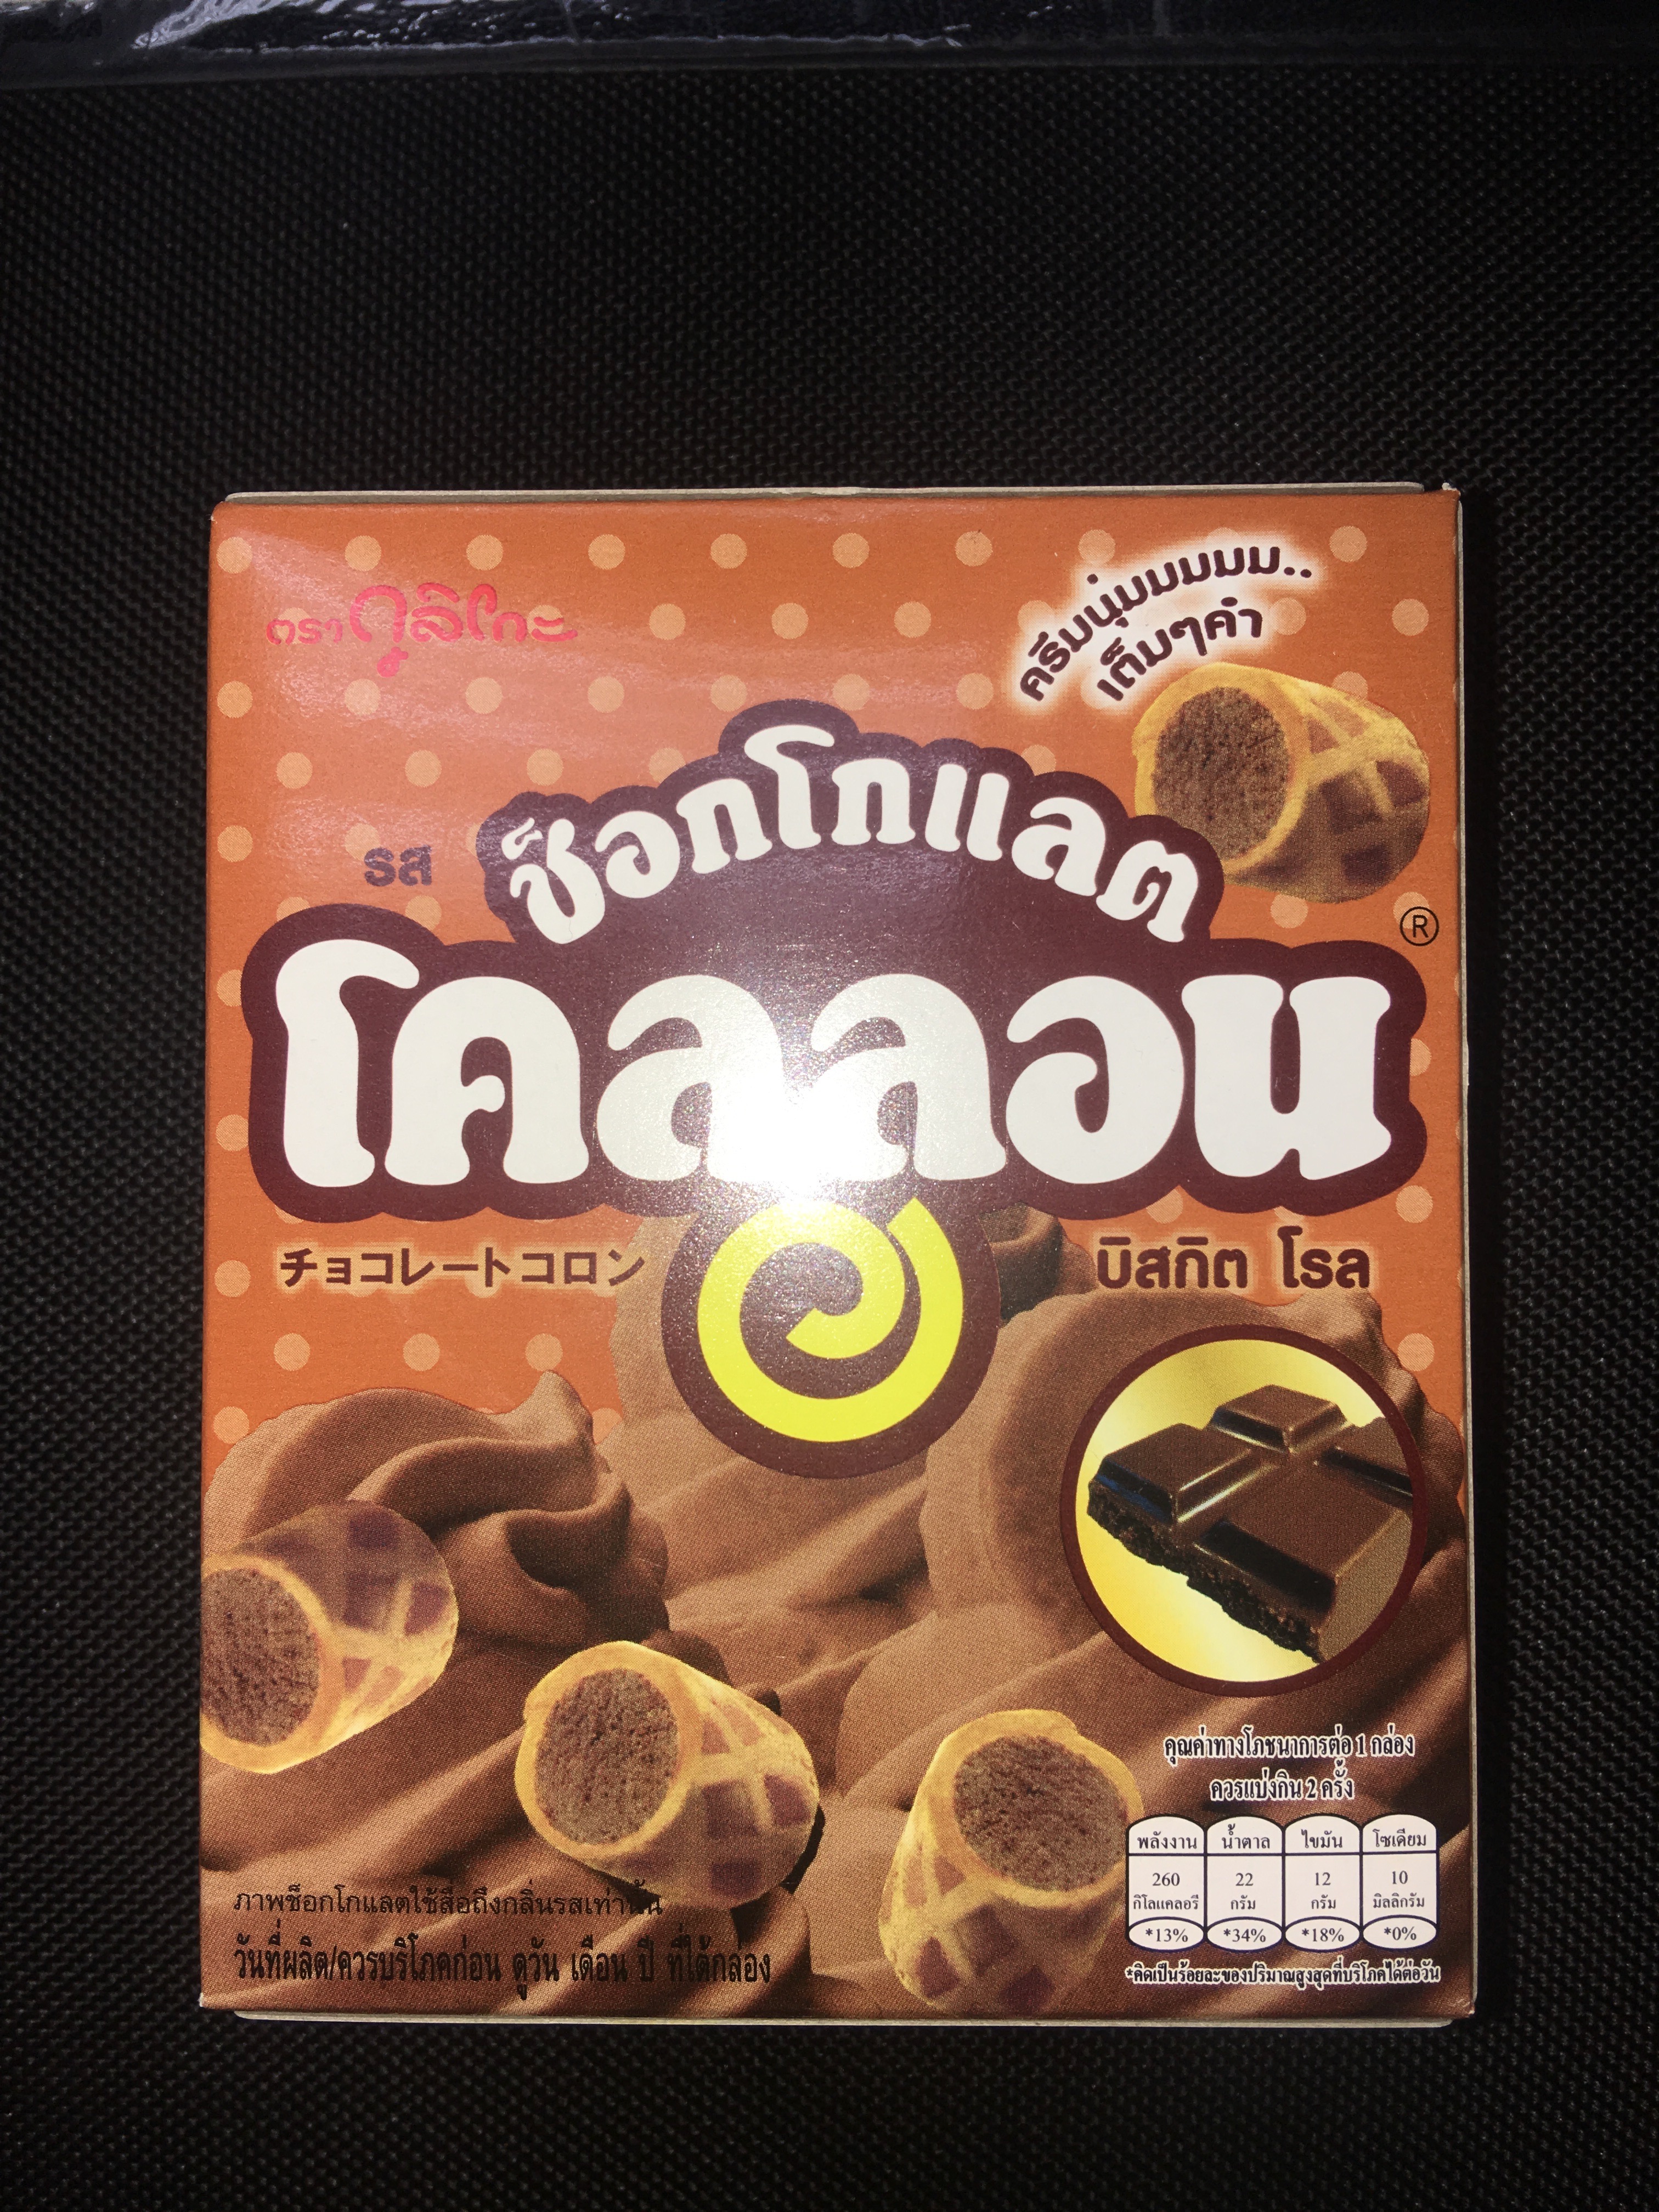 ตรา กูลิโกะ
ครีมนุ่มมมมม..
เต็มๆคำ
รส ช็อกโกแลต
โคลลอน ®
チョコレートコロン
บิสกิต โรล
คุณค่าทางโภชนาการต่อ 1 กล่อง
ควรแบ่งกิน 2 ครั้ง
พลังงาน น้ำตาล ไขมัน โซเดียม
260 22 12 10
กิโลแคลอรี กรัม กรัม มิลลิกรัม
*13% *34% *18% *0%
*คิดเป็นร้อยละของปริมาณสูงสุดที่บริโภคได้ต่อวัน
ภาพช็อกโกแลตใช้สื่อถึงกลิ่นรสเท่านั้น
วันที่ผลิต/ควรบริโภคก่อน ดูวัน เดือน ปี ที่ใต้กล่อง